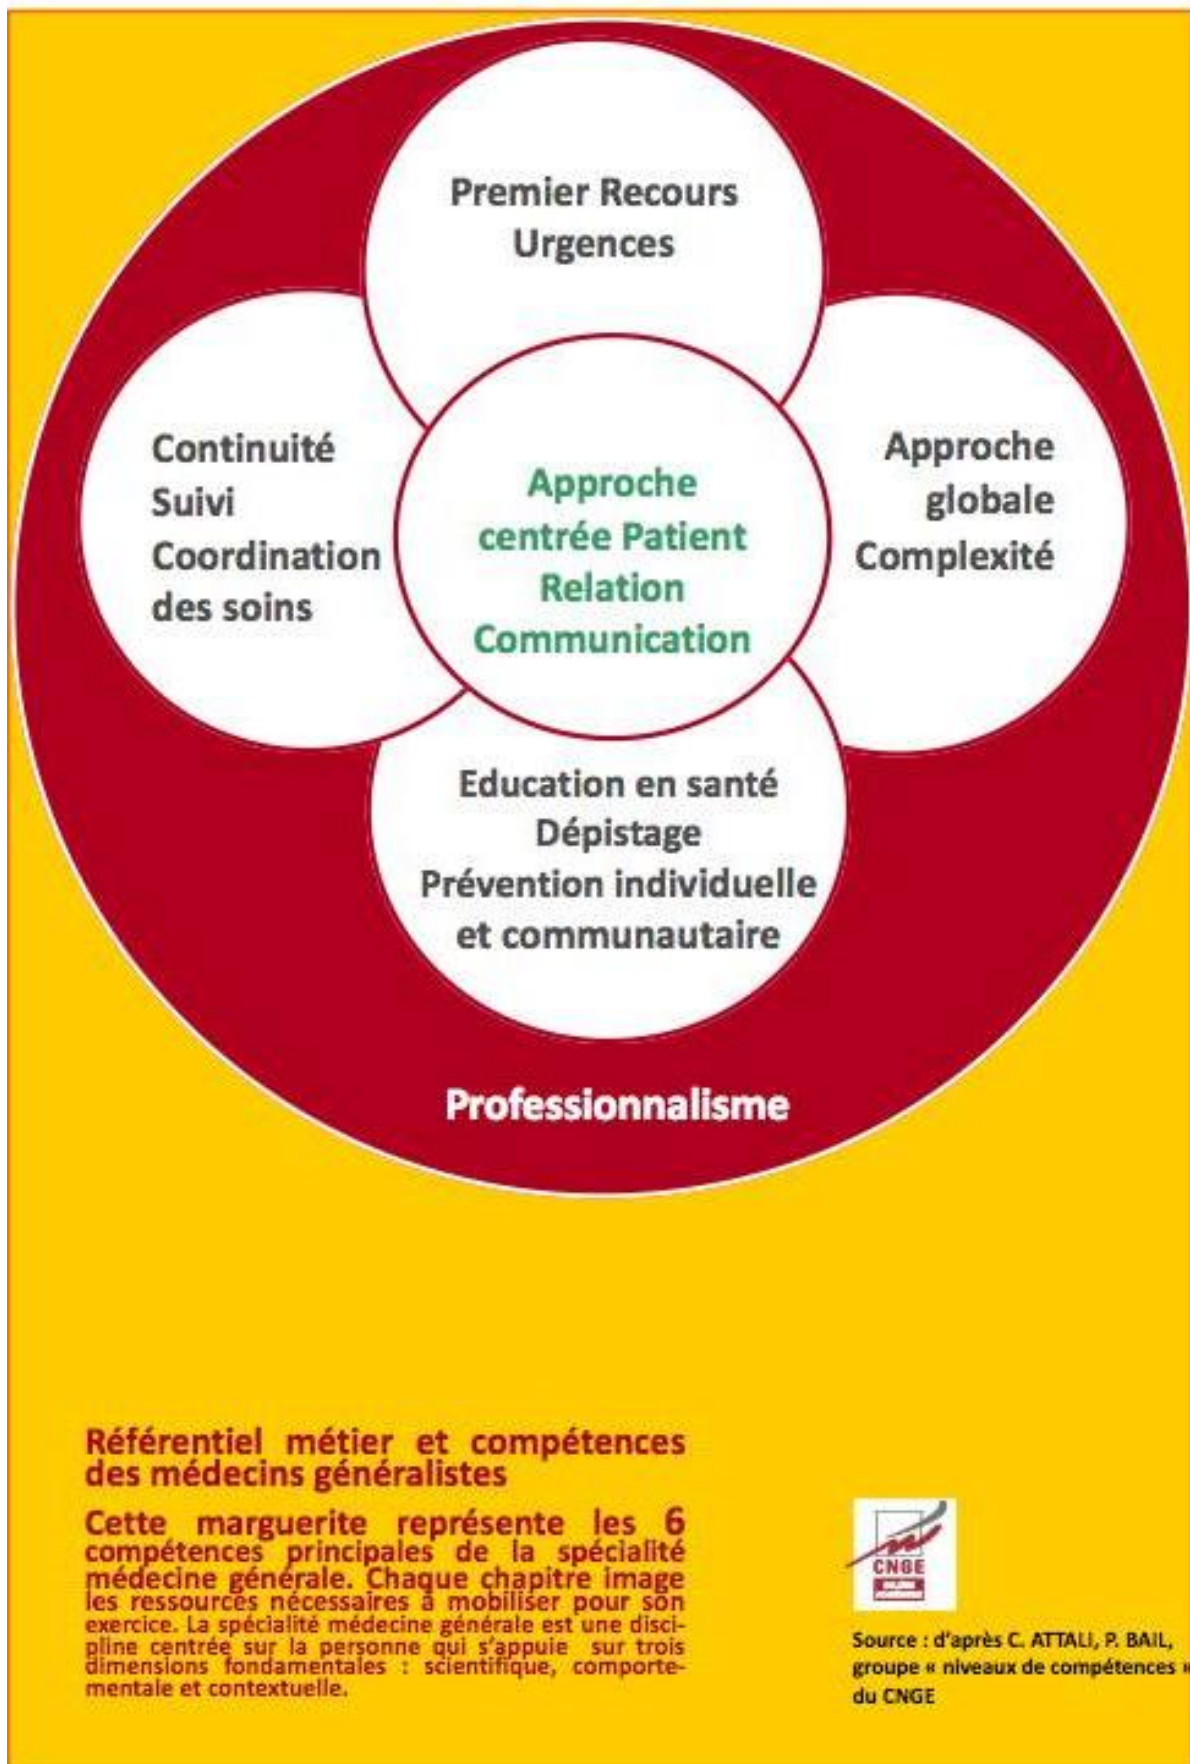 Premier Recours
Urgences
Continuité
Suivi
Coordination
des soins
Approche
centrée Patient
Relation
Communication
Approche
globale
Complexité
Education en santé
Dépistage
Prévention individuelle
et communautaire
Professionnalisme
Référentiel métier et compétences
des médecins généralistes
Cette marguerite représente les 6
compétences principales de la spécialité
médecine générale. Chaque chapitre image
les ressources nécessaires à mobiliser pour son
exercice. La spécialité médecine générale est une disci-
pline centrée sur la personne qui s'appuie sur trois
dimensions fondamentales : scientifique, comporte-
mentale et contextuelle.
CNGE
Source : d'après C. ATTALI, P. BAIL,
groupe « niveaux de compétences »
du CNGE